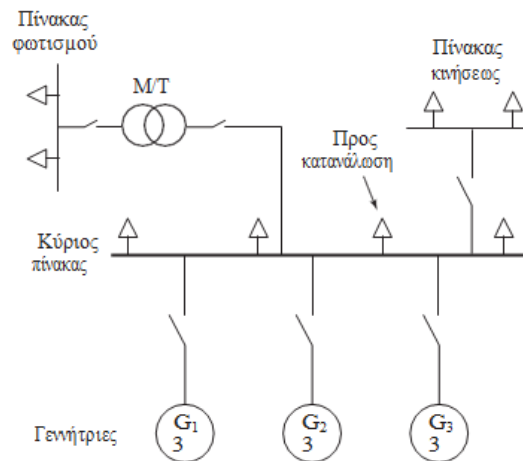 Πίνακας
φωτισμού
Μ/Τ
Πίνακας
κινήσεως
Προς
κατανάλωση
Κύριος
πίνακας
Γεννήτριες
G1
3
G2
3
G3
3